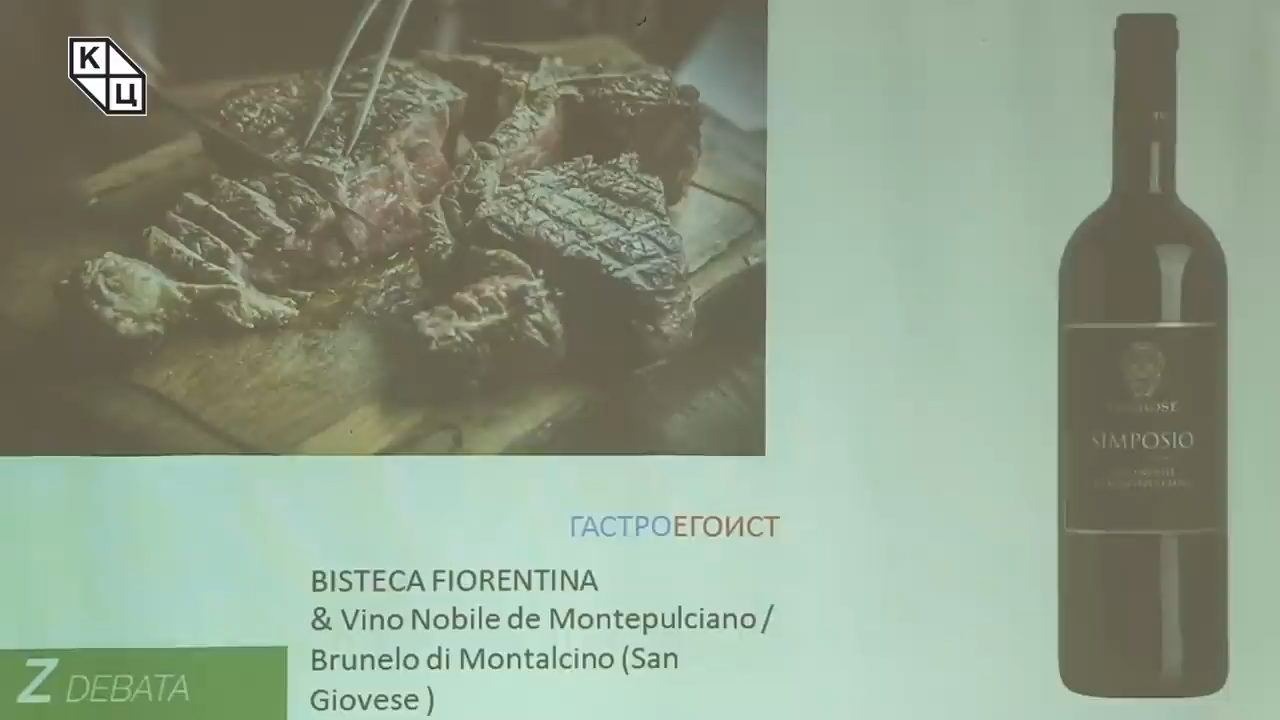 К
Ц
SIMPOSIO
ГАСТРОЕГОИСТ
BISTECA FIORENTINA
& Vino Nobile de Montepulciano /
Brunelo di Montalcino (San
Giovese )
Z DEBATA